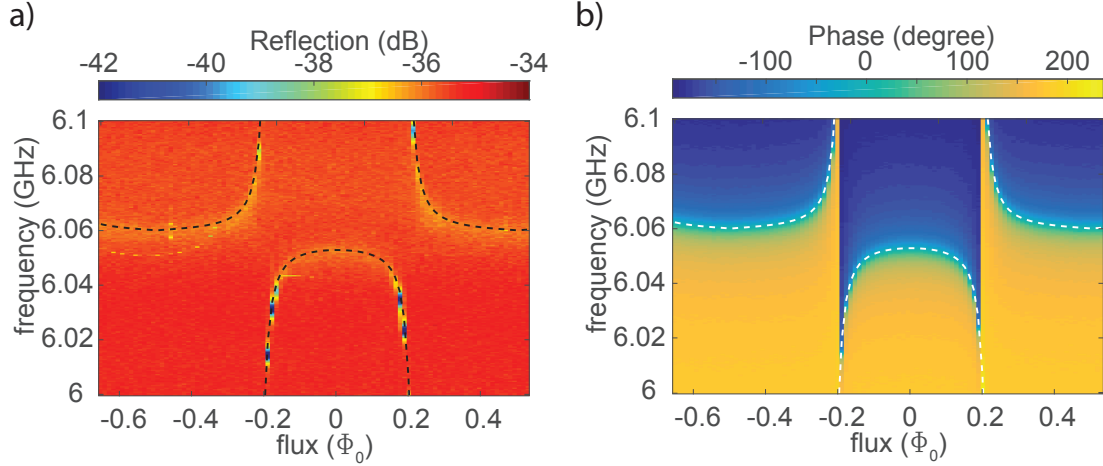 a)
Reflection (dB)
-42 -40 -38 -36 -34
6.1
6.08
6.06
6.04
6.02
6
frequency (GHz)
-0.6 -0.4 -0.2 0 0.2 0.4
flux (Φ0)
b)
Phase (degree)
-100 0 100 200
6.1
6.08
6.06
6.04
6.02
6
frequency (GHz)
-0.6 -0.4 -0.2 0 0.2 0.4
flux (Φ0)